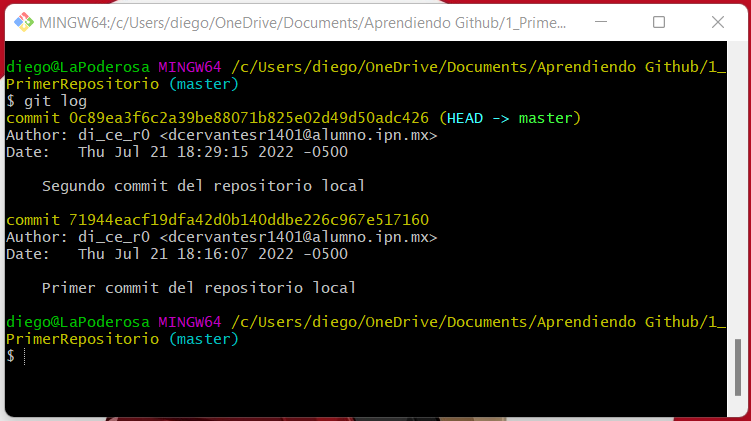 MINGW64:/c/Users/diego/OneDrive/Documents/Aprendiendo Github/1_Prime...
diego@LaPoderosa MINGW64 /c/Users/diego/OneDrive/Documents/Aprendiendo Github/1_
PrimerRepositorio (master)
$ git log
commit 0c89ea3f6c2a39be88071b825e02d49d50adc426 (HEAD -> master)
Author: di_ce_r0 <dcervantesr1401@alumno.ipn.mx>
Date:   Thu Jul 21 18:29:15 2022 -0500
    Segundo commit del repositorio local
commit 71944eacf19dfa42d0b140ddbe226c967e517160
Author: di_ce_r0 <dcervantesr1401@alumno.ipn.mx>
Date:   Thu Jul 21 18:16:07 2022 -0500
    Primer commit del repositorio local
diego@LaPoderosa MINGW64 /c/Users/diego/OneDrive/Documents/Aprendiendo Github/1_
PrimerRepositorio (master)
$